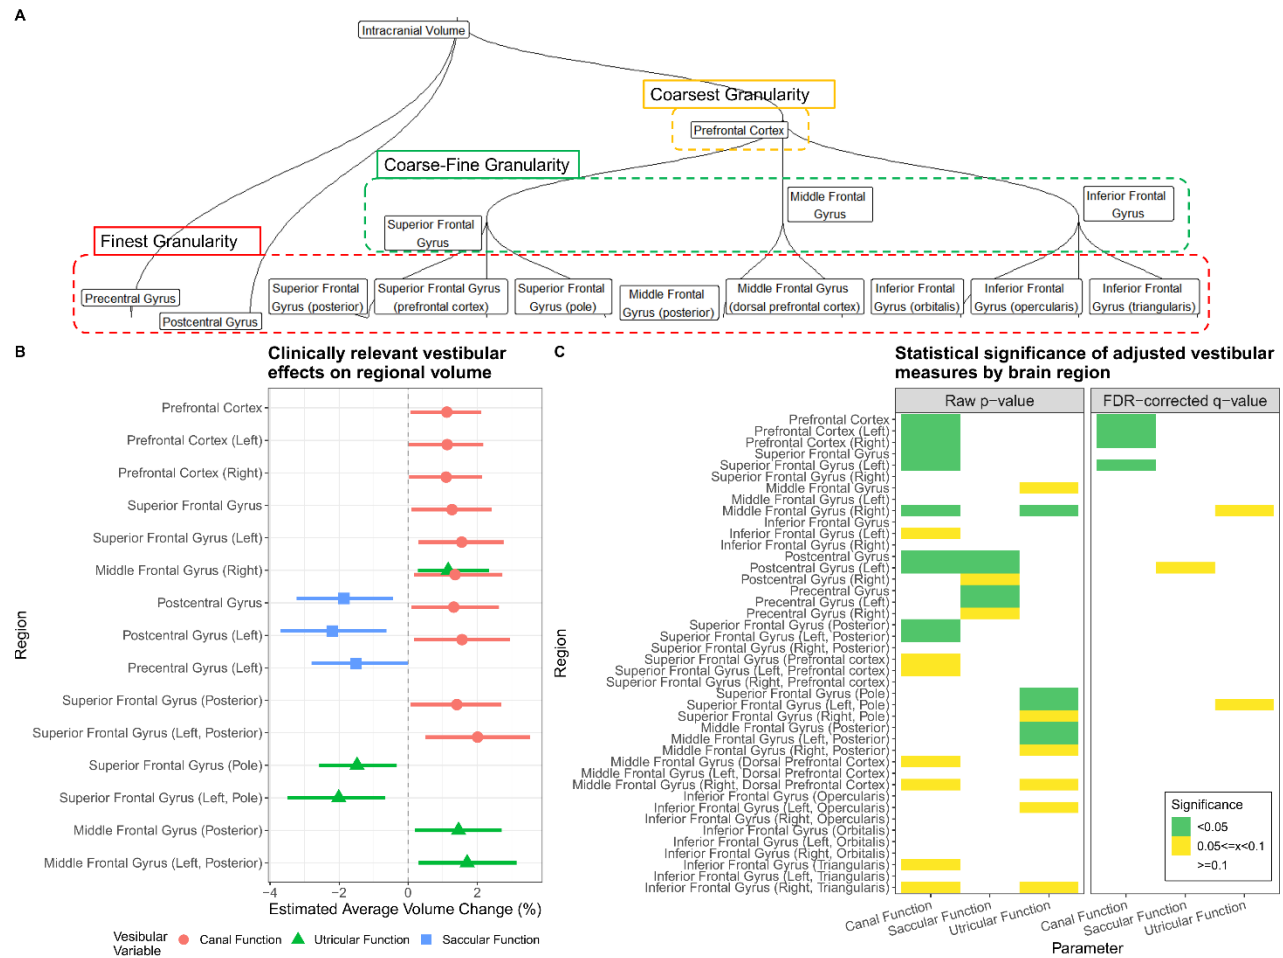 A
Intracranial Volume
Coarsest Granularity
Prefrontal Cortex
Coarse-Fine Granularity
Middle Frontal
Gyrus
Inferior Frontal
Gyrus
Superior Frontal
Gyrus
Finest Granularity
Precentral Gyrus
Postcentral Gyrus
Superior Frontal
Gyrus (posterior)
Superior Frontal Gyrus
(prefrontal cortex)
Superior Frontal
Gyrus (pole)
Middle Frontal
Gyrus (posterior)
Middle Frontal Gyrus
(dorsal prefrontal cortex)
Inferior Frontal
Gyrus (orbitalis)
Inferior Frontal
Gyrus (opercularis)
Inferior Frontal
Gyrus (triangularis)
B
Clinically relevant vestibular
effects on regional volume
Region
Prefrontal Cortex
Prefrontal Cortex (Left)
Prefrontal Cortex (Right)
Superior Frontal Gyrus
Superior Frontal Gyrus (Left)
Middle Frontal Gyrus (Right)
Postcentral Gyrus
Postcentral Gyrus (Left)
Precentral Gyrus (Left)
Superior Frontal Gyrus (Posterior)
Superior Frontal Gyrus (Left, Posterior)
Superior Frontal Gyrus (Pole)
Superior Frontal Gyrus (Left, Pole)
Middle Frontal Gyrus (Posterior)
Middle Frontal Gyrus (Left, Posterior)
−4 −2 0 2
Estimated Average Volume Change (%)
Vesibular
Variable
Canal Function
Utricular Function
Saccular Function
C
Statistical significance of adjusted vestibular
measures by brain region
Raw p−value
FDR−corrected q−value
Region
Prefrontal Cortex
Prefrontal Cortex (Left)
Prefrontal Cortex (Right)
Superior Frontal Gyrus
Superior Frontal Gyrus (Left)
Superior Frontal Gyrus (Right)
Middle Frontal Gyrus
Middle Frontal Gyrus (Left)
Middle Frontal Gyrus (Right)
Inferior Frontal Gyrus
Inferior Frontal Gyrus (Left)
Inferior Frontal Gyrus (Right)
Postcentral Gyrus
Postcentral Gyrus (Left)
Postcentral Gyrus (Right)
Precentral Gyrus
Precentral Gyrus (Left)
Precentral Gyrus (Right)
Superior Frontal Gyrus (Posterior)
Superior Frontal Gyrus (Left, Posterior)
Superior Frontal Gyrus (Right, Posterior)
Superior Frontal Gyrus (Prefrontal cortex)
Superior Frontal Gyrus (Left, Prefrontal cortex)
Superior Frontal Gyrus (Right, Prefrontal cortex)
Superior Frontal Gyrus (Pole)
Superior Frontal Gyrus (Left, Pole)
Superior Frontal Gyrus (Right, Pole)
Middle Frontal Gyrus (Posterior)
Middle Frontal Gyrus (Left, Posterior)
Middle Frontal Gyrus (Right, Posterior)
Middle Frontal Gyrus (Dorsal Prefrontal Cortex)
Middle Frontal Gyrus (Left, Dorsal Prefrontal Cortex)
Middle Frontal Gyrus (Right, Dorsal Prefrontal Cortex)
Inferior Frontal Gyrus (Opercularis)
Inferior Frontal Gyrus (Left, Opercularis)
Inferior Frontal Gyrus (Right, Opercularis)
Inferior Frontal Gyrus (Orbitalis)
Inferior Frontal Gyrus (Left, Orbitalis)
Inferior Frontal Gyrus (Right, Orbitalis)
Inferior Frontal Gyrus (Triangularis)
Inferior Frontal Gyrus (Left, Triangularis)
Inferior Frontal Gyrus (Right, Triangularis)
Significance
<0.05
0.05<=x<0.1
>=0.1
Canal Function
Saccular Function
Utricular Function
Canal Function
Saccular Function
Utricular Function
Parameter